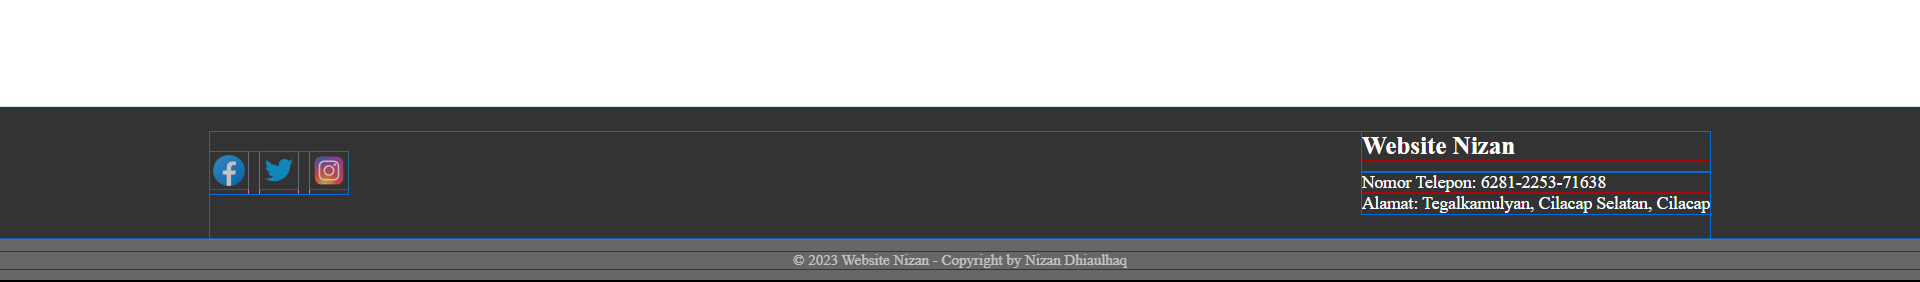 Website Nizan
Nomor Telepon: 6281-2253-71638
Alamat: Tegalkamulyan, Cilacap Selatan, Cilacap
© 2023 Website Nizan - Copyright by Nizan Dhiaulhaq